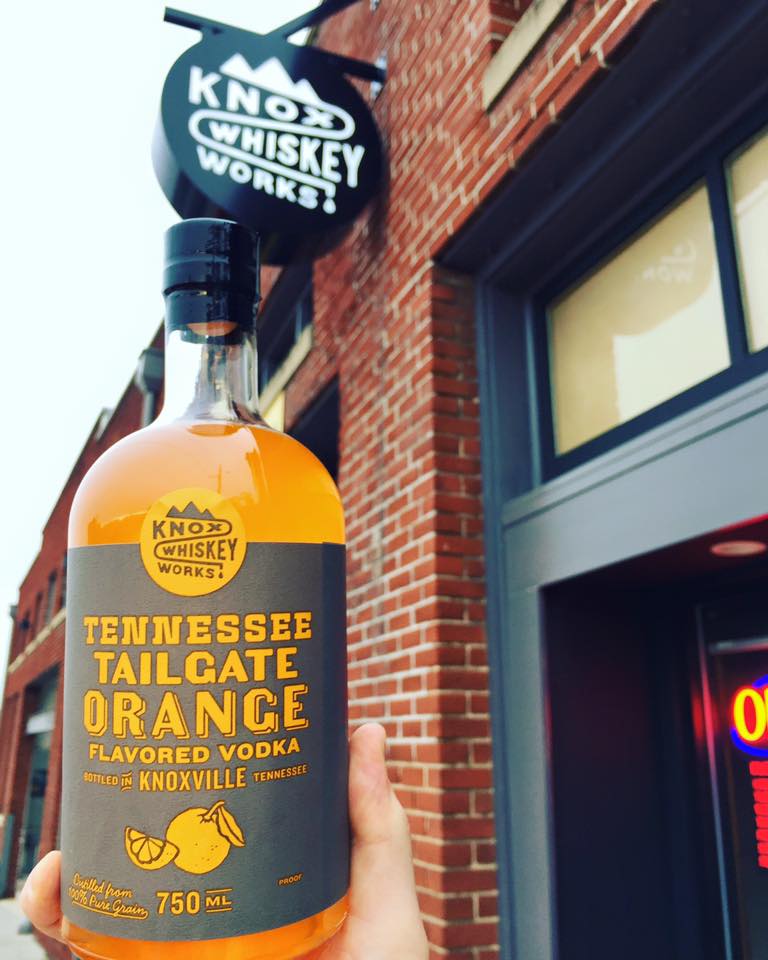 KNOX
WHISKEY
WORKS
KNOX
WHISKEY
WORKS
TENNESSEE
TAILGATE
ORANGE
FLAVORED VODKA
BOTTLED IN KNOXVILLE TENNESSEE
Distilled from
100% Pure Grain
750 ML
PROOF